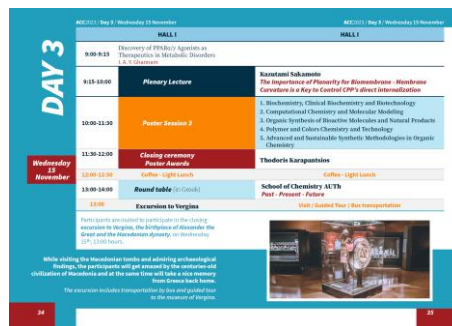 ACC2023 / Day 3 / Wednesday 15 November
ACC2023 / Day 3 / Wednesday 15 November
DAY 3
Wednesday
15
November
HALL I
HALL I
9:00-9:15
Discovery of PPARα/γ Agonists as
Therapeutics in Metabolic Disorders
I. A. Y. Ghannam
9:15-10:00
Plenary Lecture
Kazutami Sakamoto
The Importance of Planarity for Biomembrane - Membrane
Curvature is a Key to Control CPP's direct internalization
10:00-11:30
Poster Session 3
1. Biochemistry, Clinical Biochemistry and Biotechnology
2. Computational Chemistry and Molecular Modeling
3. Organic Synthesis of Bioactive Molecules and Natural Products
4. Polymer and Colors Chemistry and Technology
5. Advanced and Sustainable Synthetic Methodologies in Organic
Chemistry
11:30-12:00
Closing ceremony
Poster Awards
Thodoris Karapantsios
12:00-12:30
Coffee - Light Lunch
Coffee - Light Lunch
13:00-14:00
Round table (in Greek)
School of Chemistry AUTh
Past - Present - Future
13:00
Excursion to Vergina
Visit / Guided Tour / Bus transportation
Participants are invited to participate in the closing
excursion to Vergina, the birthplace of Alexander the
Great and the Macedonian dynasty, on Wednesday
15th, 13:00 hours.
While visiting the Macedonian tombs and admiring archaeological
findings, the participants will get amazed by the centuries-old
civilization of Macedonia and at the same time will take a nice memory
from Greece back home.
The excursion includes transportation by bus and guided tour
to the museum of Vergina.
34
35